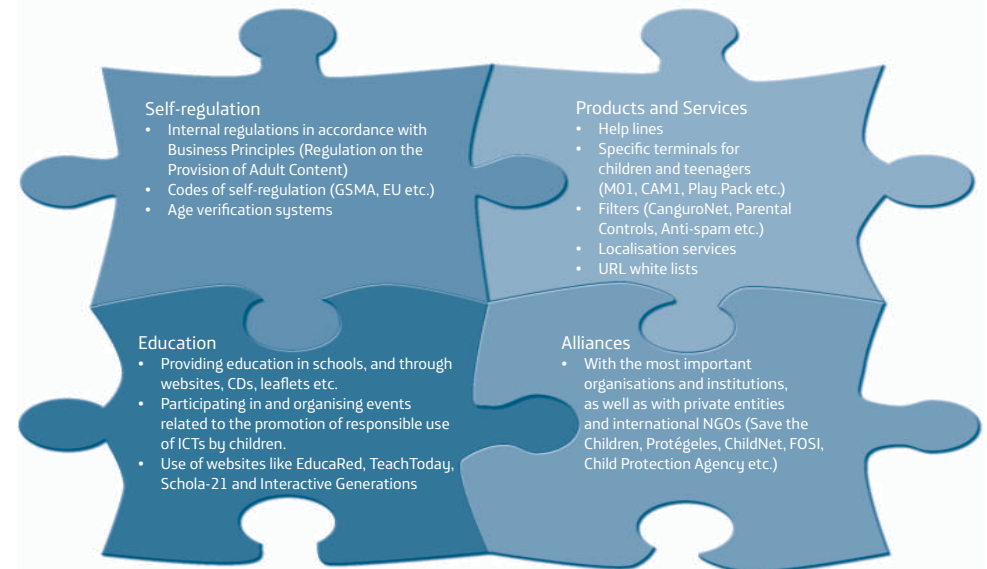 Self-regulation
• Internal regulations in accordance with
Business Principles (Regulation on the
Provision of Adult Content)
• Codes of self-regulation (GSMA, EU etc.)
• Age verification systems
Products and Services
• Help lines
• Specific terminals for
children and teenagers
(M01, CAM1, Play Pack etc.)
• Filters (CanguroNet, Parental
Controls, Anti-spam etc.)
• Localisation services
• URL white lists
Education
• Providing education in schools, and through
websites, CDs, leaflets etc.
• Participating in and organising events
related to the promotion of responsible use
of ICTs by children.
• Use of websites like EducaRed, TeachToday,
Schola-21 and Interactive Generations
Alliances
• With the most important
organisations and institutions,
as well as with private entities
and international NGOs (Save the
Children, Protégeles, ChildNet, FOSI,
Child Protection Agency etc.)